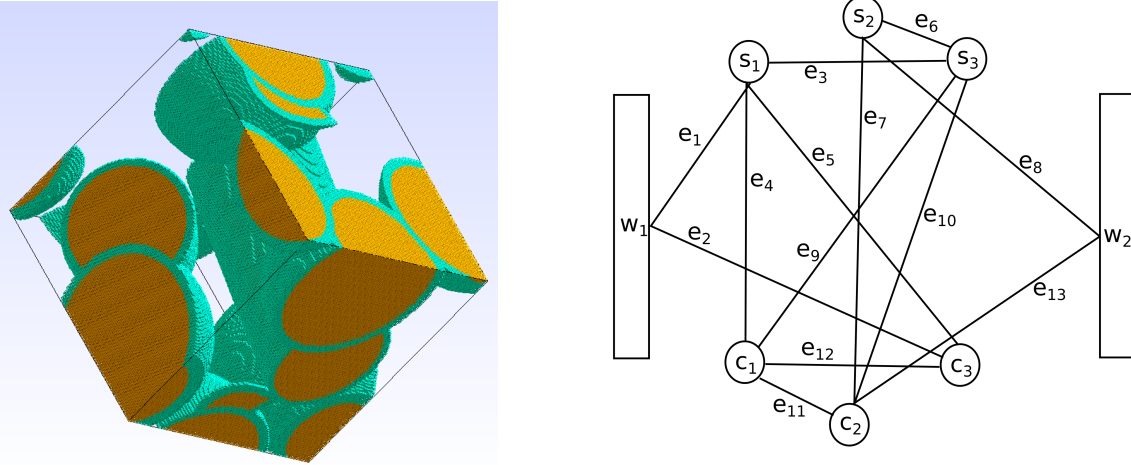 s₂
e₆
s₁
s₃
e₃
e₇
e₁
e₅
e₈
e₄
e₁₀
w₁
e₂
w₂
e₉
e₁₃
e₁₂
c₁
c₃
e₁₁
c₂